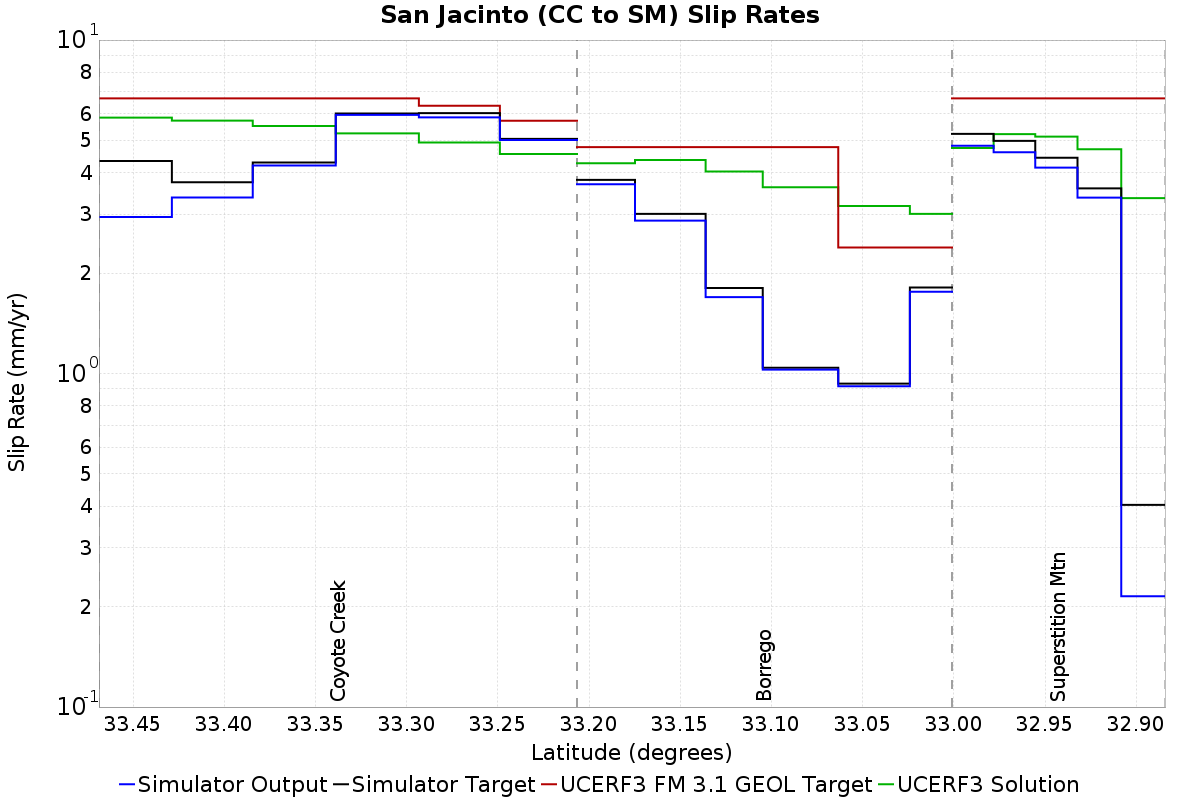 San Jacinto (CC to SM) Slip Rates
Slip Rate (mm/yr)
10^1
8
6
5
4
3
2
10^0
8
6
5
4
3
2
10^-1
Coyote Creek
Borrego
Superstition Mtn
33.45 33.40 33.35 33.30 33.25 33.20 33.15 33.10 33.05 33.00 32.95 32.90
Latitude (degrees)
Simulator Output Simulator Target UCERF3 FM 3.1 GEOL Target UCERF3 Solution